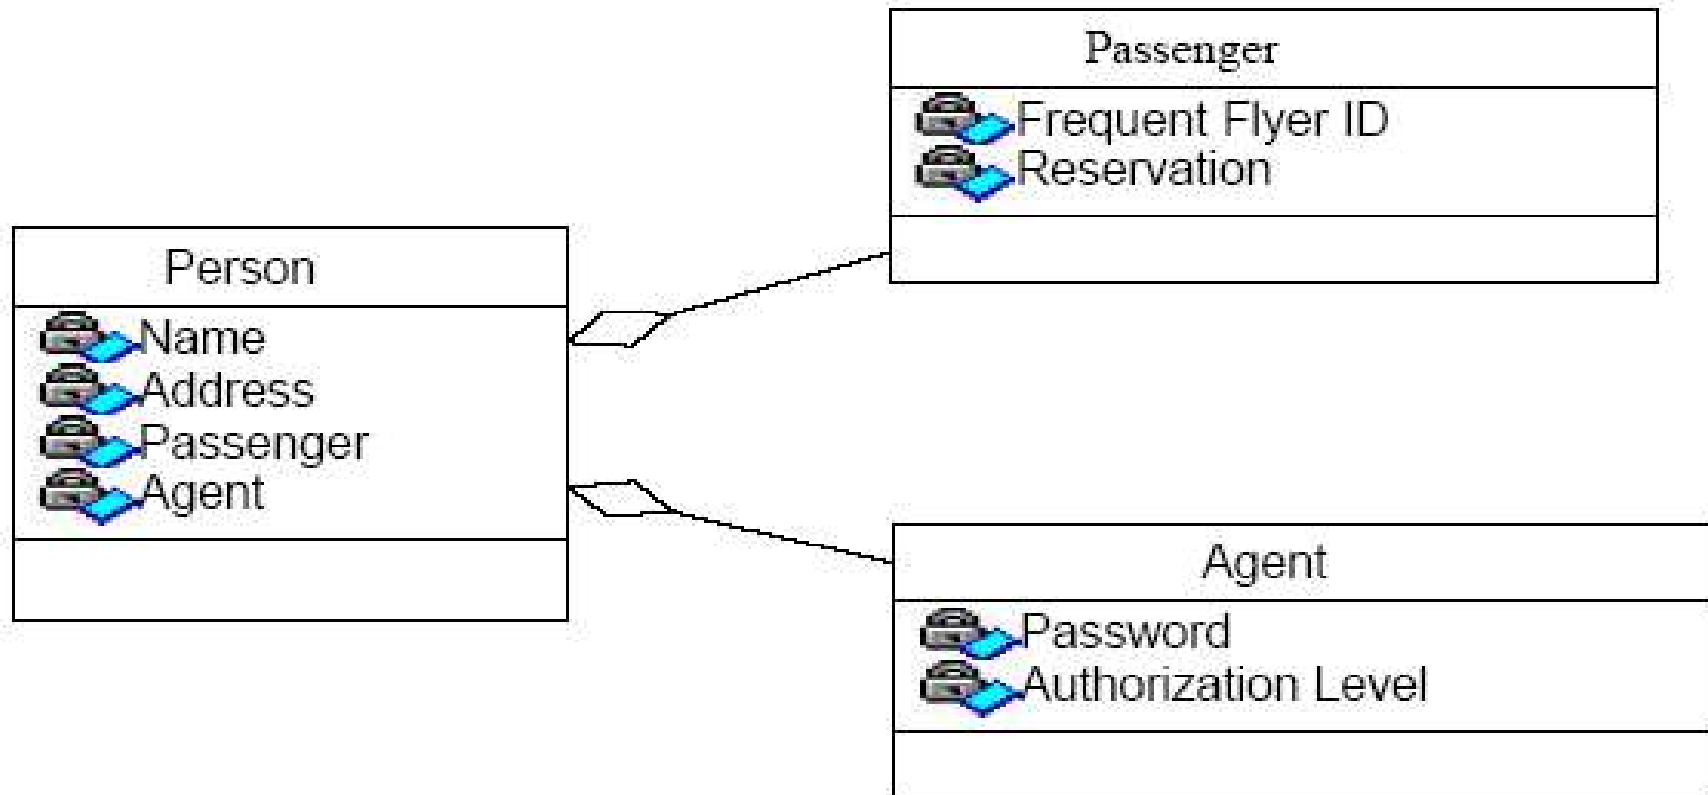 Passenger
Frequent Flyer ID
Reservation
Person
Name
Address
Passenger
Agent
Agent
Password
Authorization Level